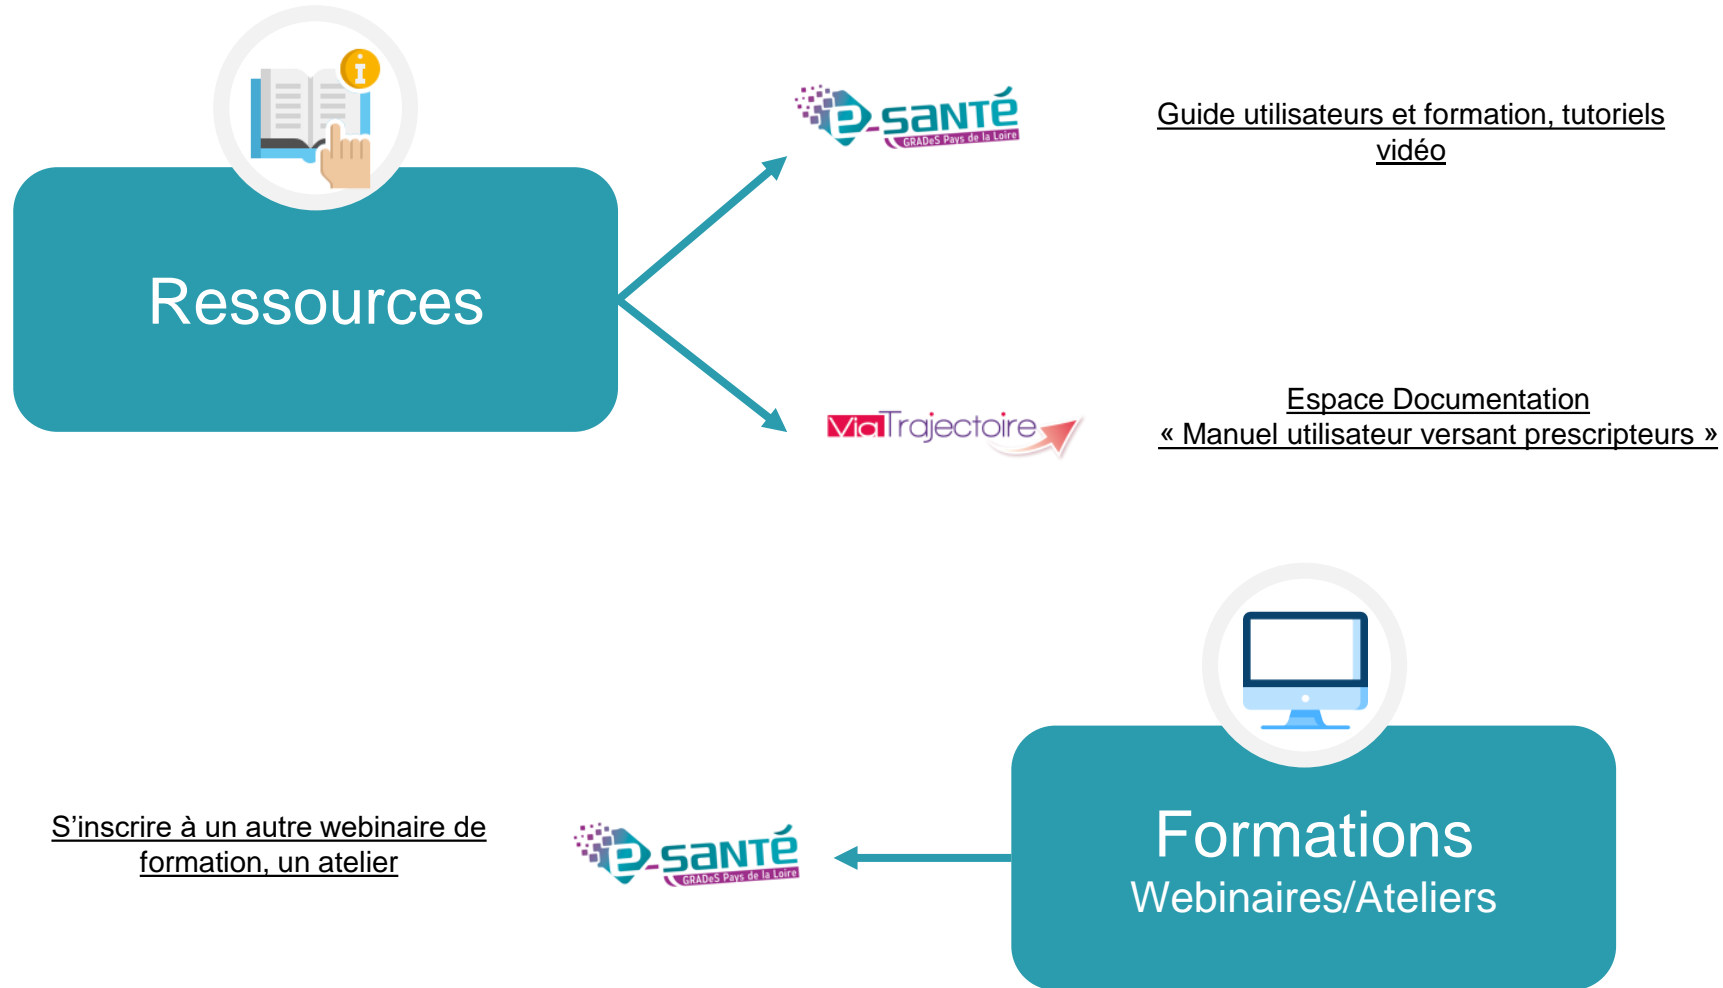 i
e-santé
GRADeS Pays de la Loire
Guide utilisateurs et formation, tutoriels
vidéo
Ressources
ViaTrajectoire
Espace Documentation
« Manuel utilisateur versant prescripteurs »
S’inscrire à un autre webinaire de
formation, un atelier
e-santé
GRADeS Pays de la Loire
Formations
Webinaires/Ateliers